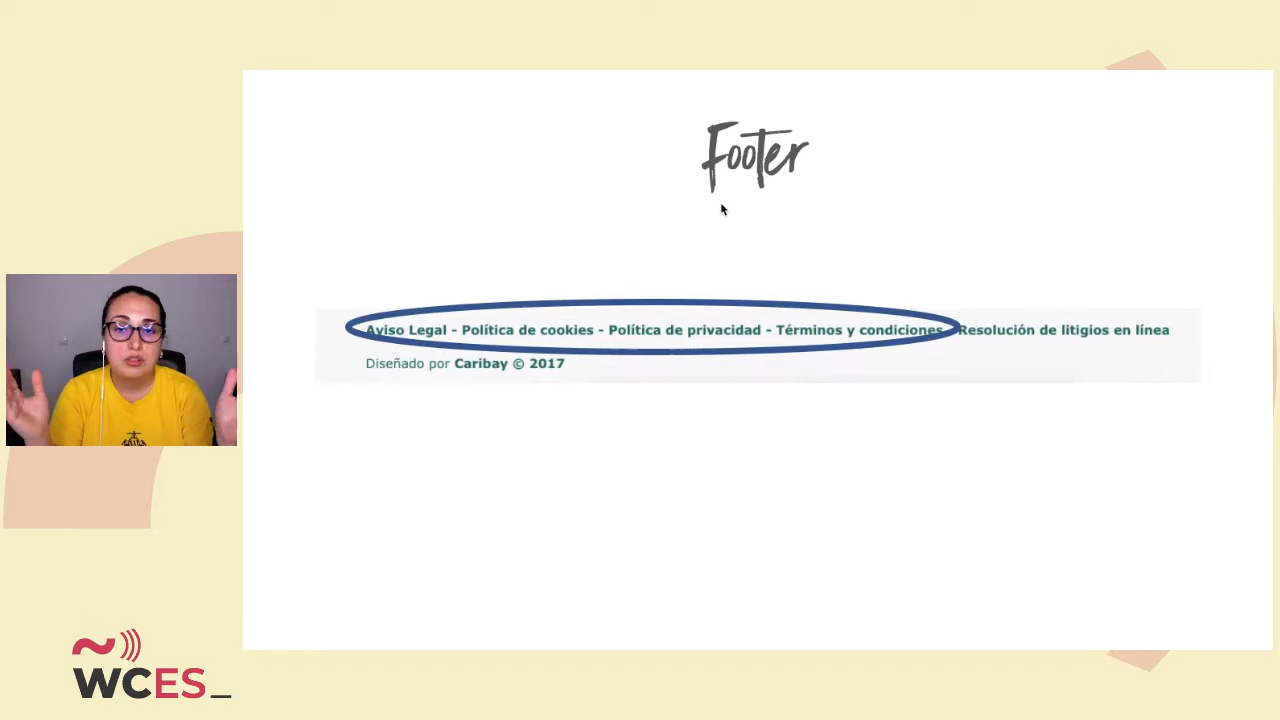 Footer
Aviso Legal - Política de cookies - Política de privacidad - Términos y condiciones - Resolución de litigios en línea
Diseñado por Caribay © 2017
WCES_